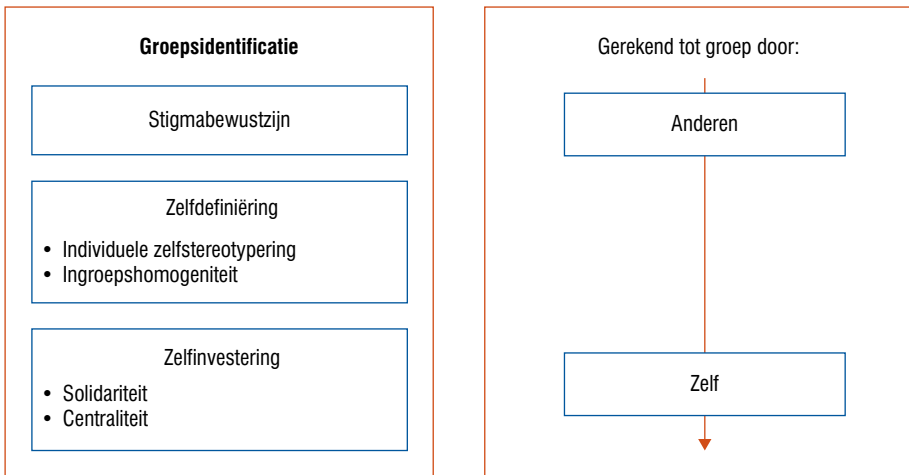 Groepsidentificatie
Stigmabewustzijn
Zelfdefiniëring
• Individuele zelfstereotypering
• Ingroepshomogeniteit
Zelfinvestering
• Solidariteit
• Centraliteit
Gerekend tot groep door:
Anderen
Zelf